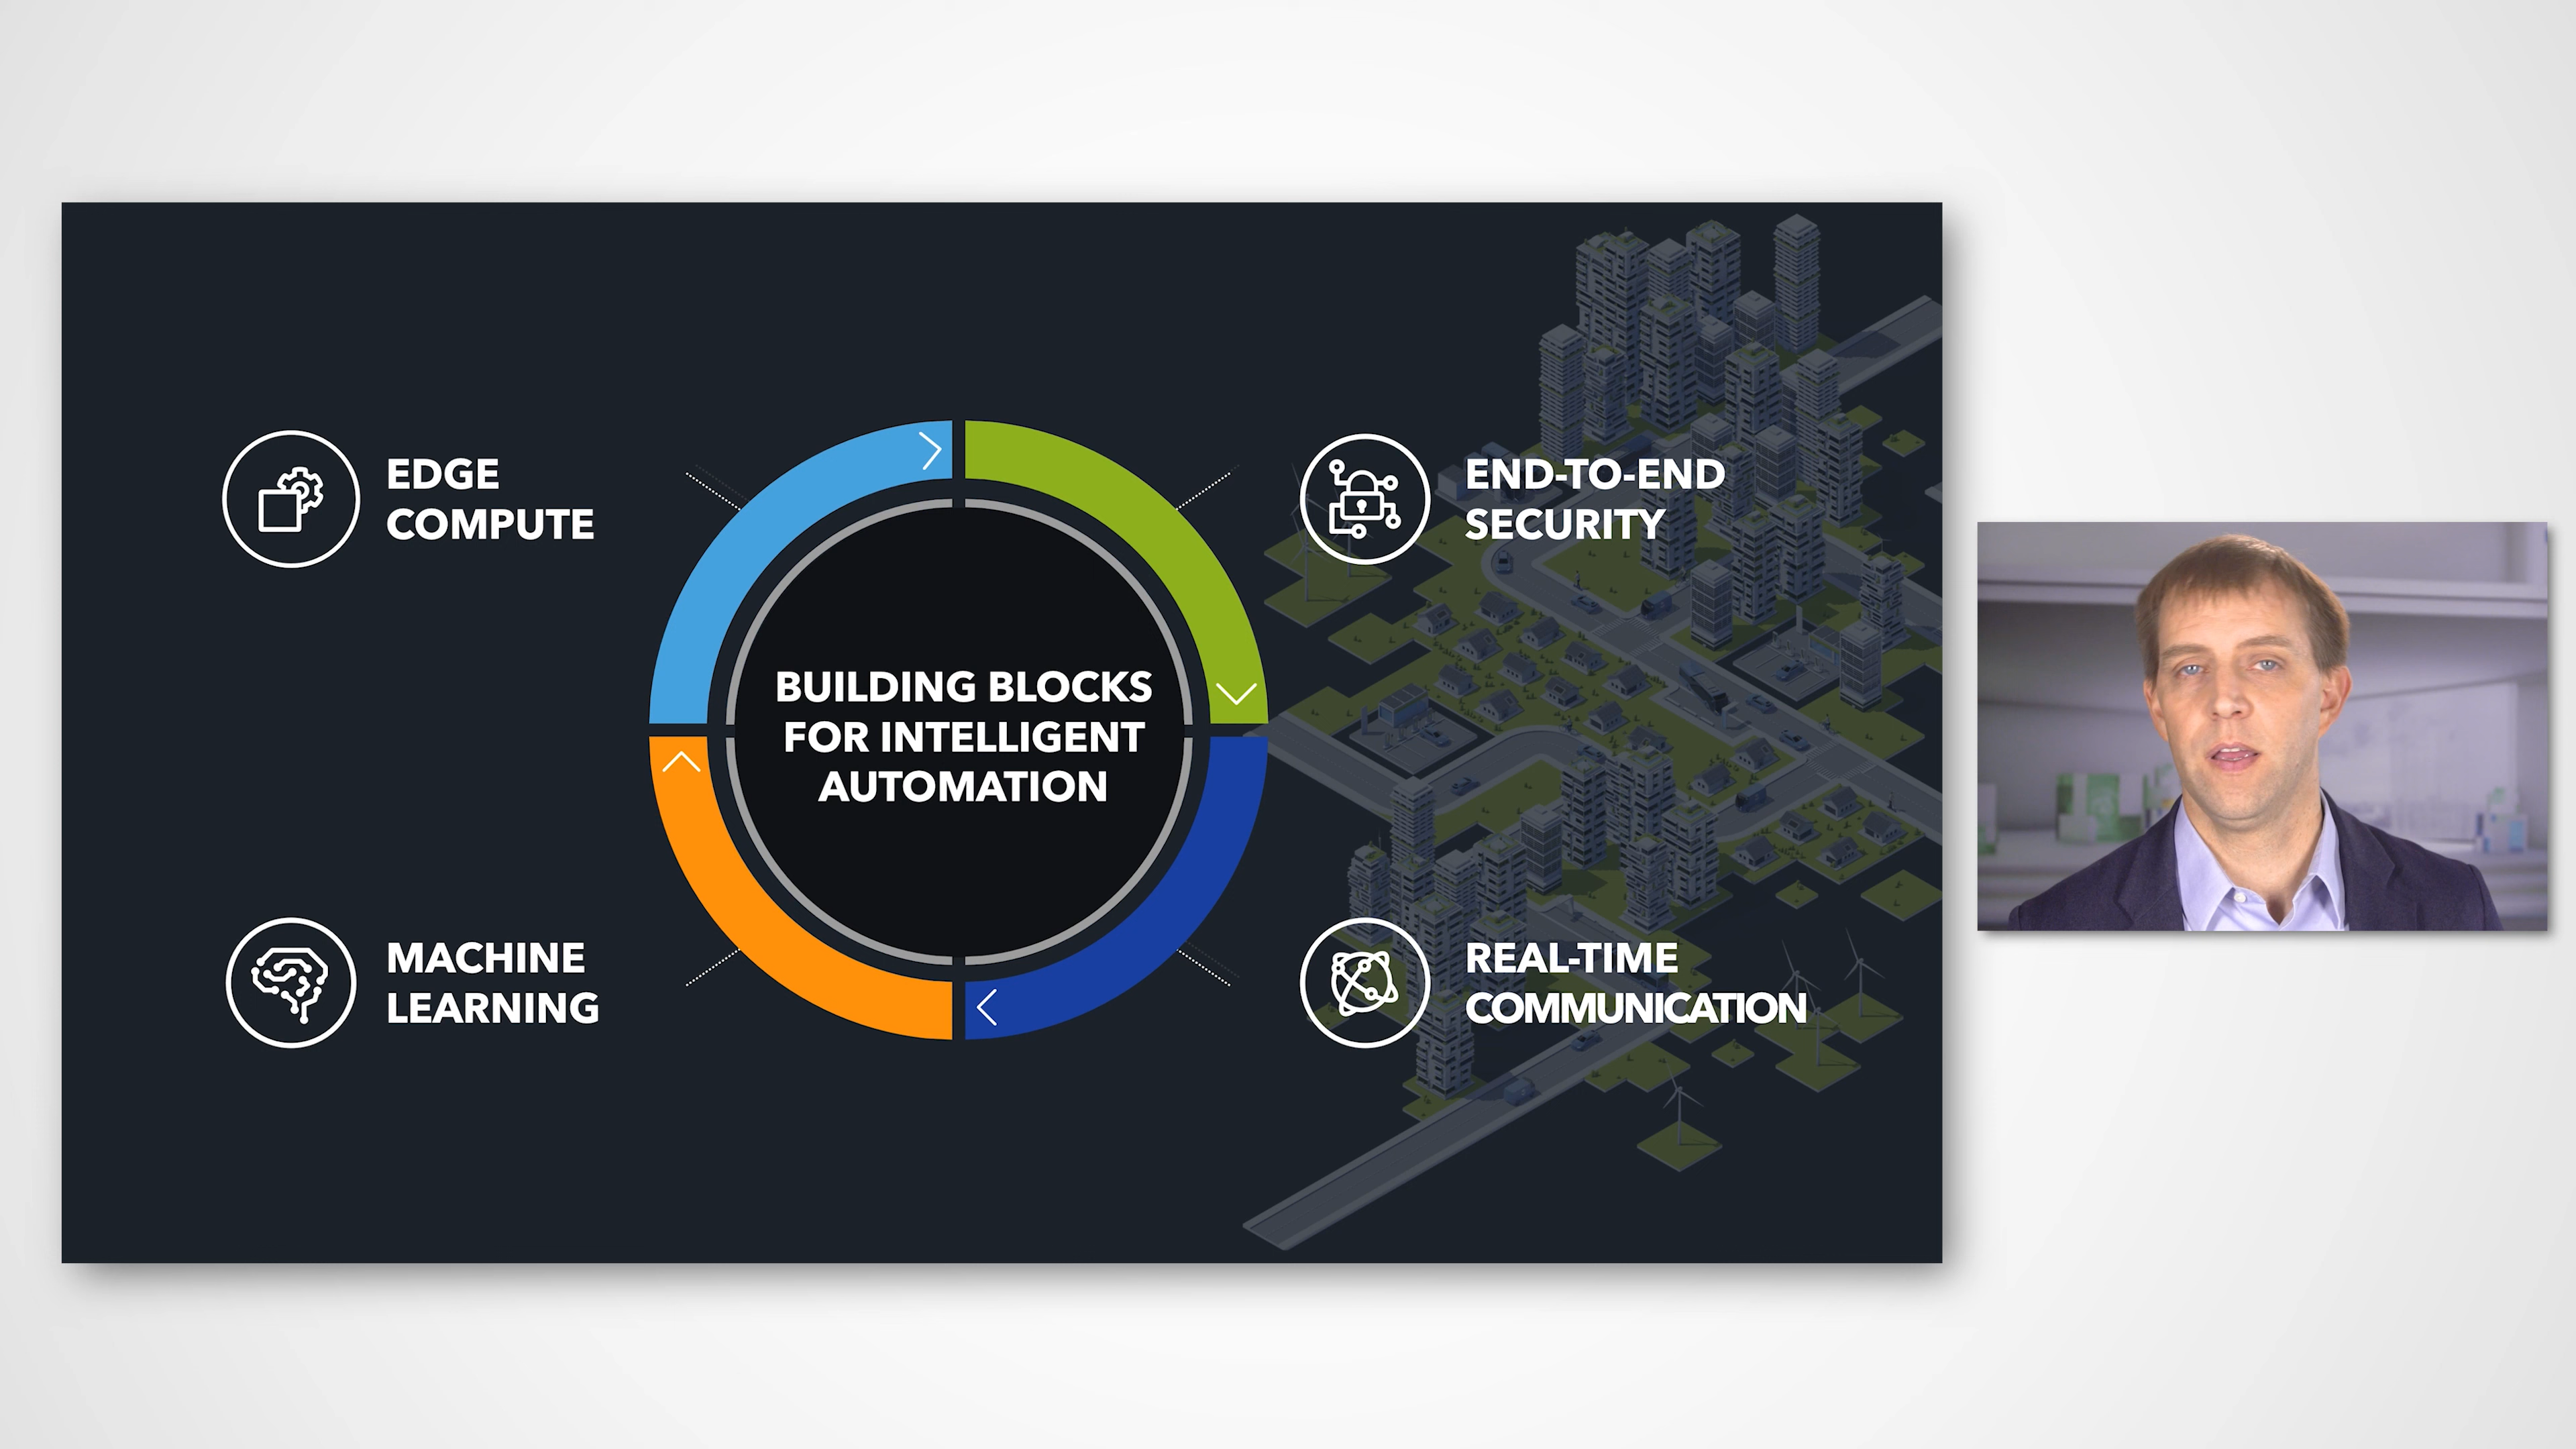 EDGE
COMPUTE
END-TO-END
SECURITY
BUILDING BLOCKS
FOR INTELLIGENT
AUTOMATION
MACHINE
LEARNING
REAL-TIME
COMMUNICATION